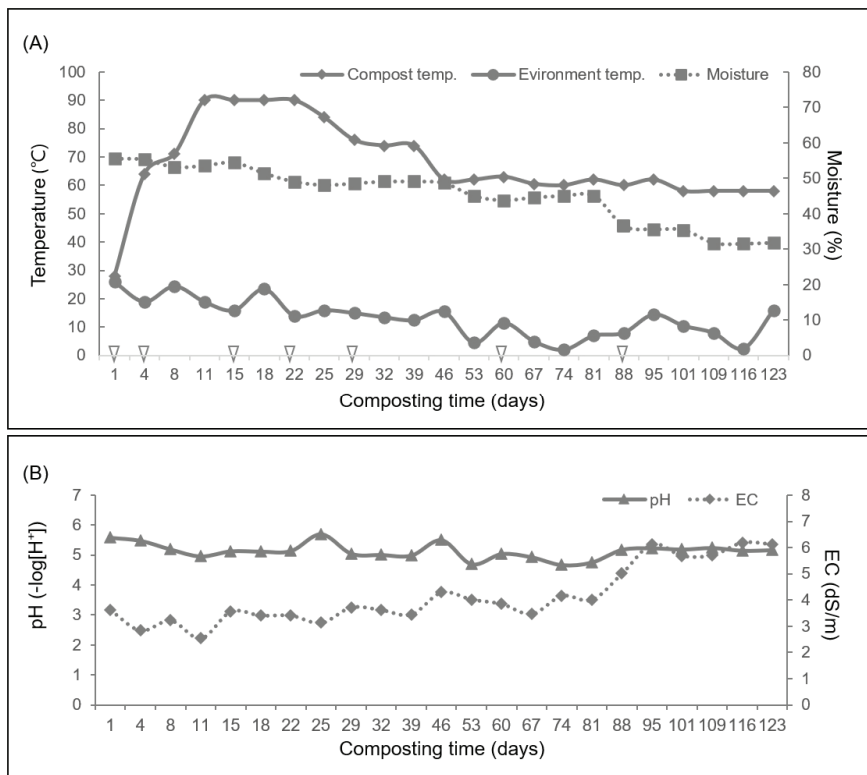 (A)
Compost temp. Evironment temp. Moisture
100 80
90 70
80 60
70 50
60 40
50 30
40 20
30 10
20 0
10
0
Temperature (℃)
Moisture (%)
1 4 8 11 15 18 22 25 29 32 39 46 53 60 67 74 81 88 95 101 109 116 123
Composting time (days)
(B)
pH EC
7 8
6 7
5 6
4 5
3 4
2 3
1 2
0 1
0
pH (-log[H⁺])
EC (dS/m)
1 4 8 11 15 18 22 25 29 32 39 46 53 60 67 74 81 88 95 101 109 116 123
Composting time (days)